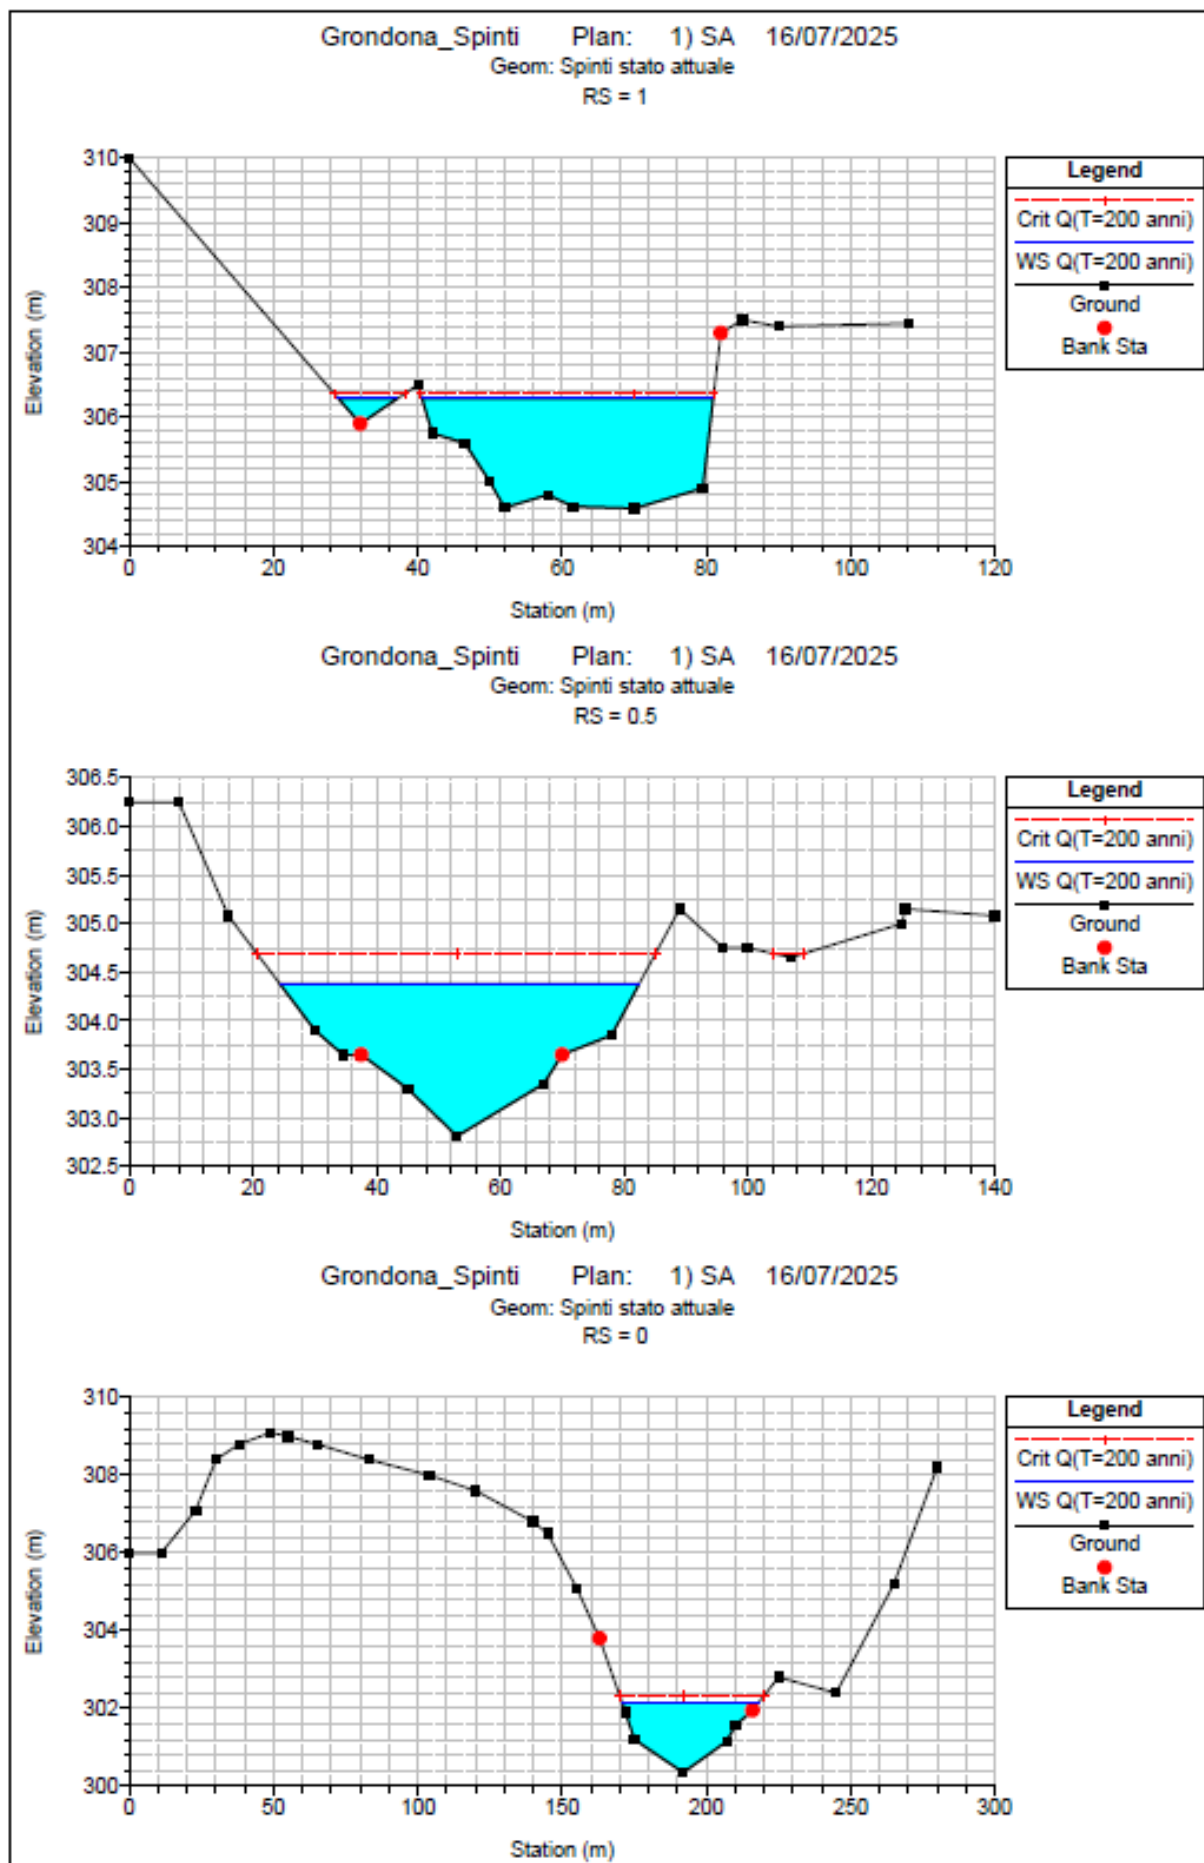 Grondona_Spinti Plan: 1) SA 16/07/2025
Geom: Spinti stato attuale
RS = 1
Elevation (m)
310
309
308
307
306
305
304
0 20 40 60 80 100 120
Station (m)
Legend
Crit Q(T=200 anni)
WS Q(T=200 anni)
Ground
Bank Sta
Grondona_Spinti Plan: 1) SA 16/07/2025
Geom: Spinti stato attuale
RS = 0.5
Elevation (m)
306.5
306.0
305.5
305.0
304.5
304.0
303.5
303.0
302.5
0 20 40 60 80 100 120 140
Station (m)
Legend
Crit Q(T=200 anni)
WS Q(T=200 anni)
Ground
Bank Sta
Grondona_Spinti Plan: 1) SA 16/07/2025
Geom: Spinti stato attuale
RS = 0
Elevation (m)
310
308
306
304
302
300
0 50 100 150 200 250 300
Station (m)
Legend
Crit Q(T=200 anni)
WS Q(T=200 anni)
Ground
Bank Sta